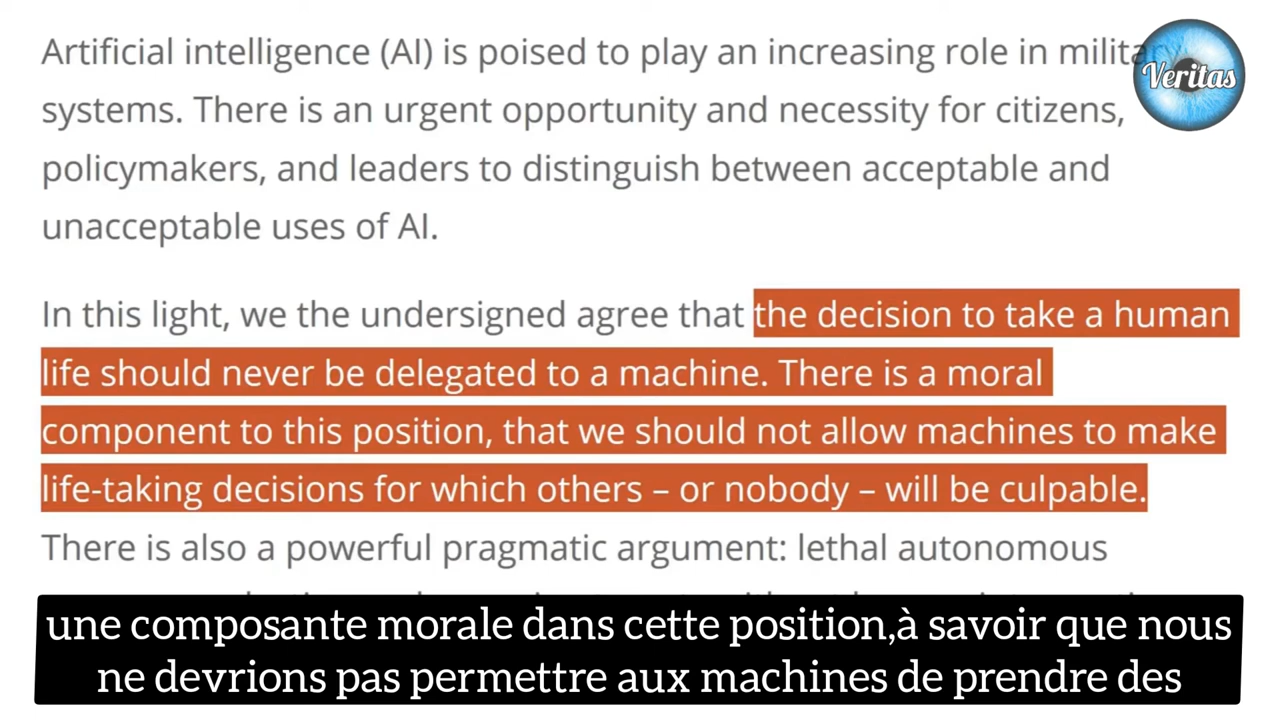 Artificial intelligence (AI) is poised to play an increasing role in military
Veritas
systems. There is an urgent opportunity and necessity for citizens,
policymakers, and leaders to distinguish between acceptable and
unacceptable uses of AI.
In this light, we the undersigned agree that the decision to take a human
life should never be delegated to a machine. There is a moral
component to this position, that we should not allow machines to make
life-taking decisions for which others – or nobody – will be culpable.
There is also a powerful pragmatic argument: lethal autonomous
une composante morale dans cette position,à savoir que nous
ne devrions pas permettre aux machines de prendre des